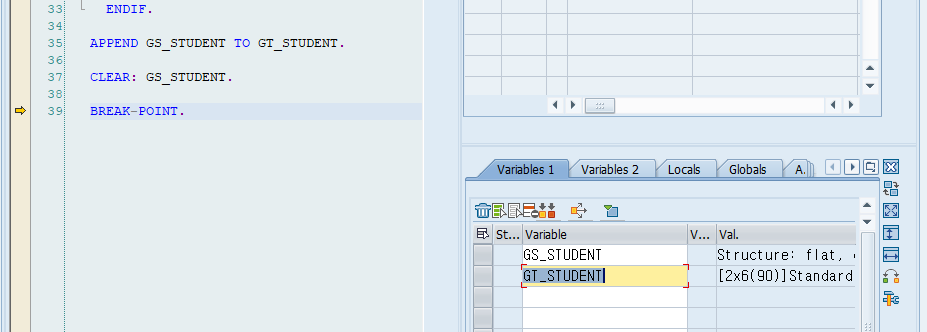 33 ENDIF.
34
35 APPEND GS_STUDENT TO GT_STUDENT.
36
37 CLEAR: GS_STUDENT.
38
39 BREAK-POINT.
Variables 1 Variables 2 Locals Globals A.
St... Variable V... Val.
GS_STUDENT Structure: flat,
GT_STUDENT [2x6(90)]Standard